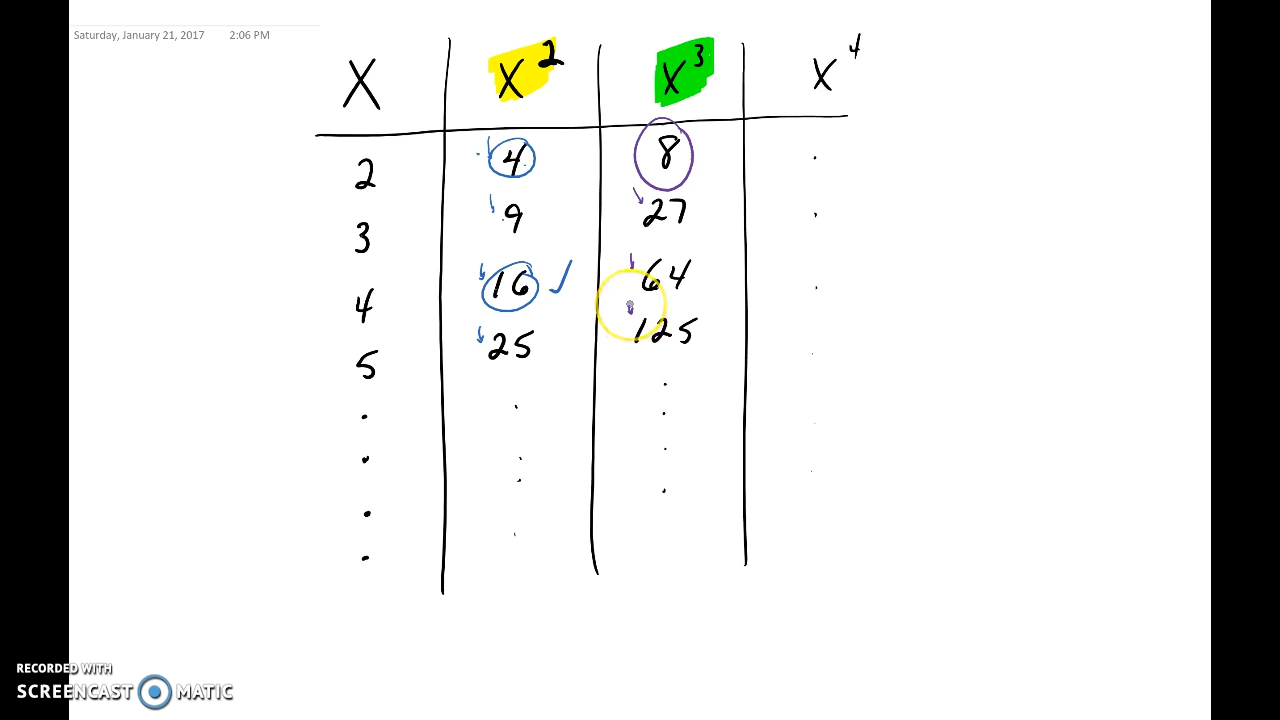 Saturday, January 21, 2017 2:06 PM
X X² X³ X⁴
2 4 8
3 9 27
4 16 64
5 25 125
RECORDED WITH
SCREENCAST MATIC